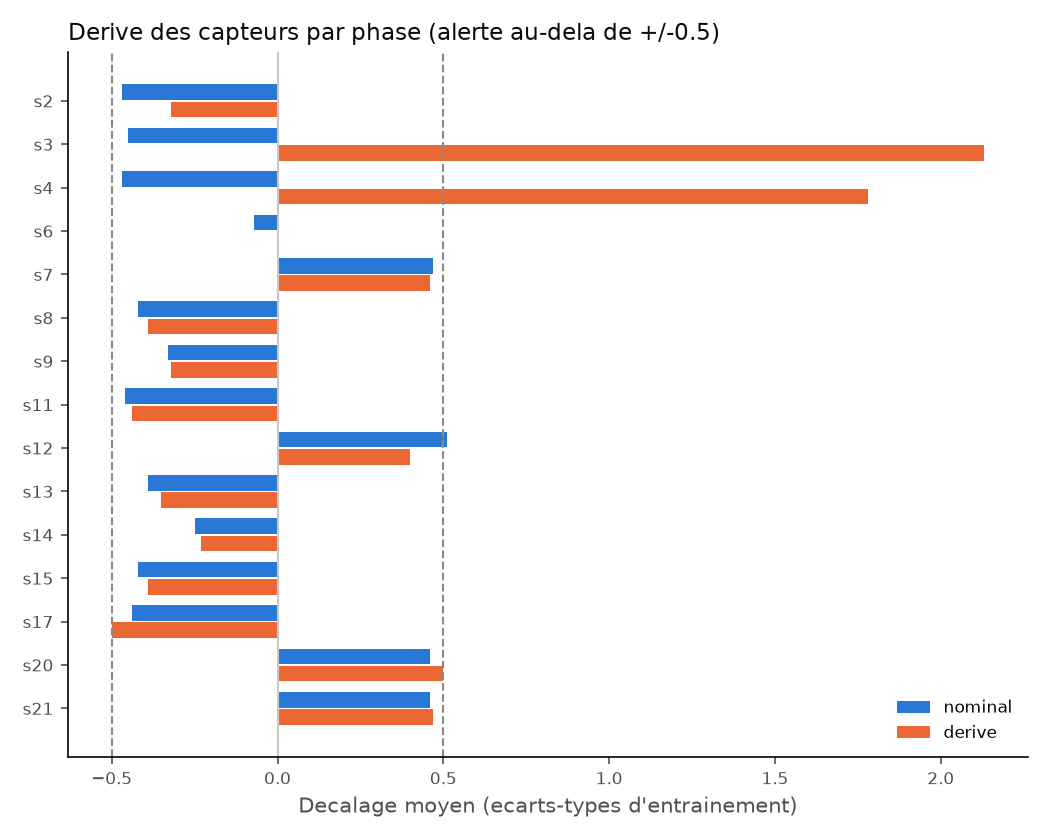 Derive des capteurs par phase (alerte au-dela de +/-0.5)
s2
s3
s4
s6
s7
s8
s9
s11
s12
s13
s14
s15
s17
s20
s21
nominal
derive
−0.5 0.0 0.5 1.0 1.5 2.0
Decalage moyen (ecarts-types d'entrainement)